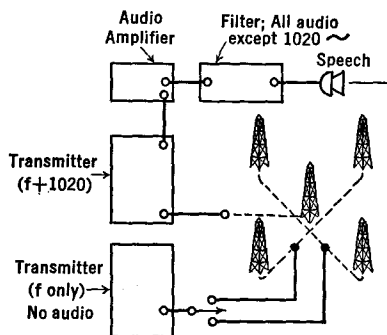 Audio
Amplifier
Filter; All audio
except 1020 ~
Speech
Transmitter
(f+1020)
Transmitter
(f only)
No audio